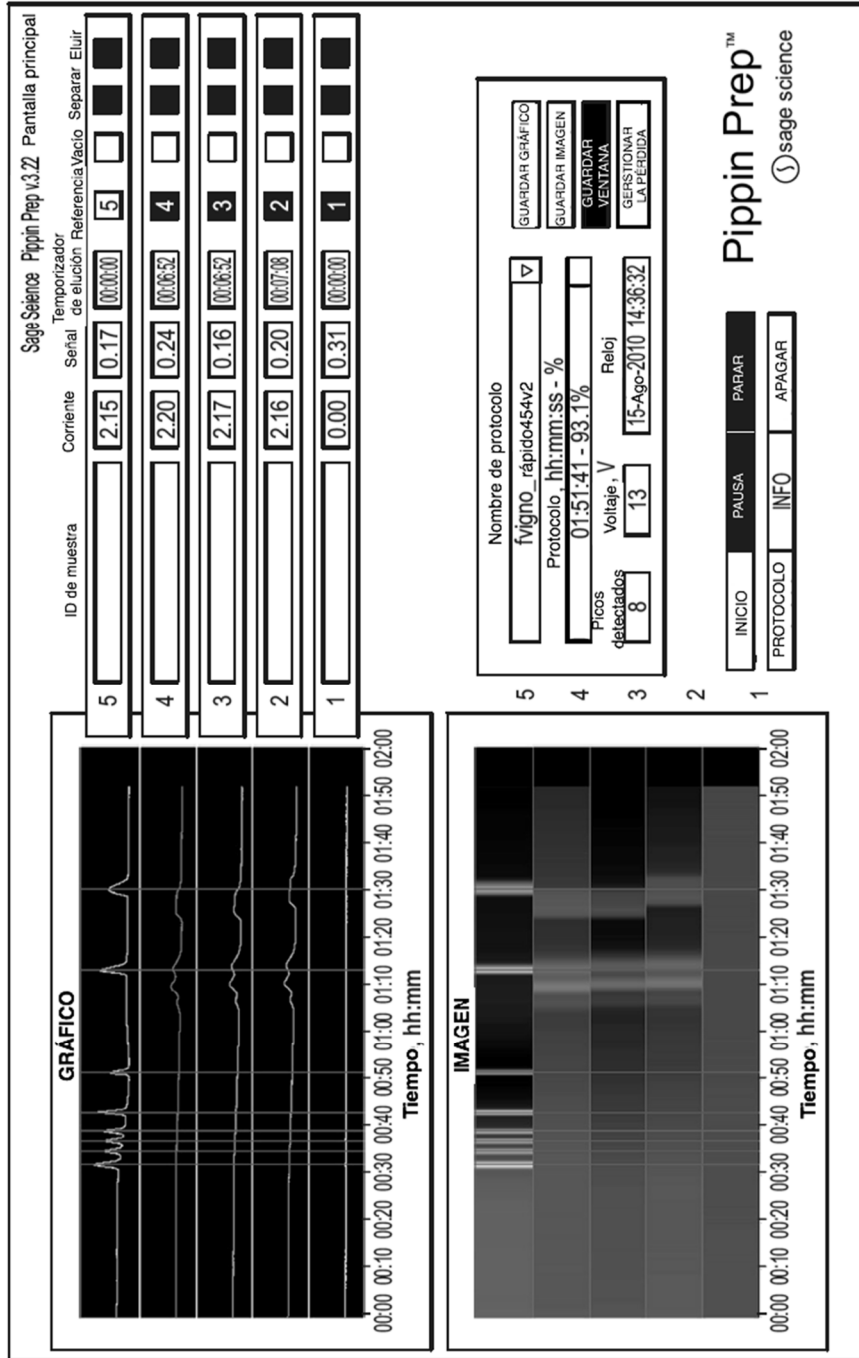 Sage Seience Pippin Prep v.3.22 Pantalla principal
GRÁFICO
00:00 00:10 00:20 00:30 00:40 00:50 01:00 01:10 01:20 01:30 01:40 01:50 02:00
Tiempo, hh:mm
ID de muestra Corriente Señal Temporizador de elución Referencia Vacío Separar Eluir
5 2.15 0.17 00:00:00 5
4 2.20 0.24 00:06:52 4
3 2.17 0.16 00:06:52 3
2 2.16 0.20 00:07:08 2
1 0.00 0.31 00:00:00 1
IMAGEN
5
4
3
2
1
00:00 00:10 00:20 00:30 00:40 00:50 01:00 01:10 01:20 01:30 01:40 01:50 02:00
Tiempo, hh:mm
Nombre de protocolo
fvigno_rápido454v2
Protocolo, hh:mm:ss - %
01:51:41 - 93.1%
Picos detectados Voltaje, V Reloj
8 13 15-Ago-2010 14:36:32
GUARDAR GRÁFICO
GUARDAR IMAGEN
GUARDAR
VENTANA
GERSTIONAR
LA PÉRDIDA
INICIO PAUSA PARAR
PROTOCOLO INFO APAGAR
Pippin Prep™
sage science